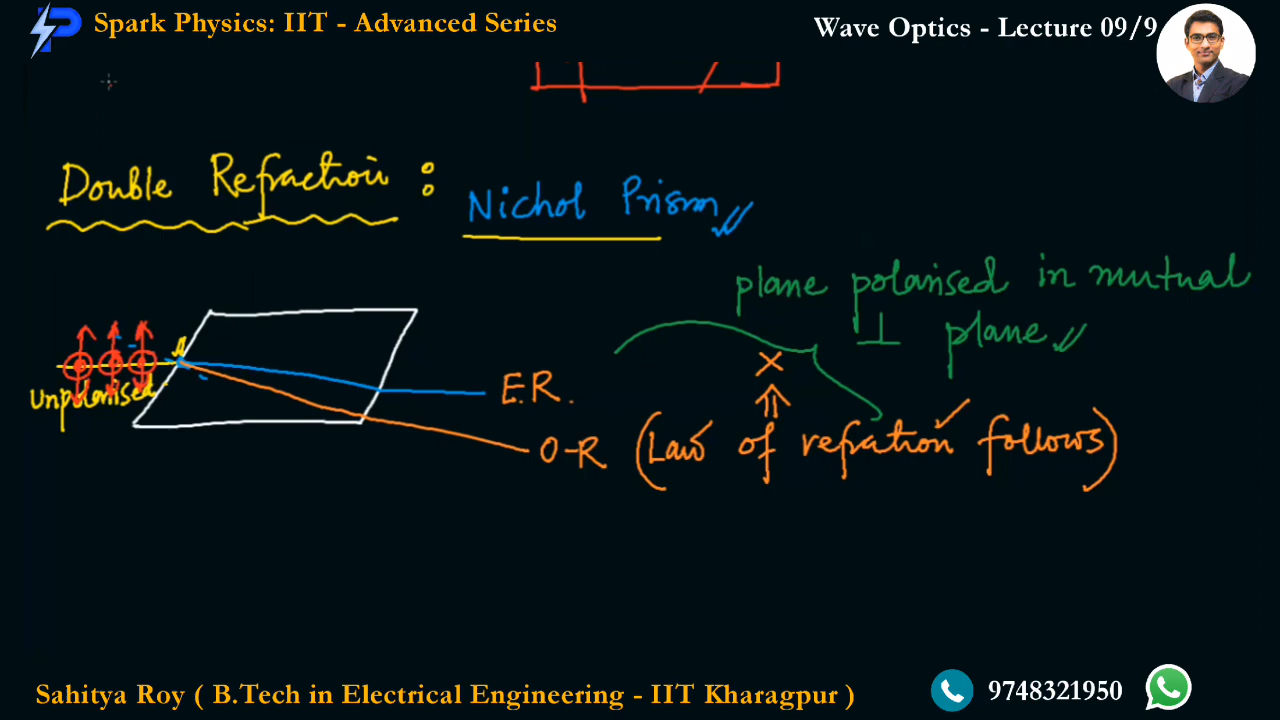 Spark Physics: IIT - Advanced Series
Wave Optics - Lecture 09/9
Double Refraction :
Nichol Prism
plane polarised in mutual
⊥ plane
Unpolarised
E.R.
O-R (Law of refration follows)
Sahitya Roy ( B.Tech in Electrical Engineering - IIT Kharagpur )
9748321950